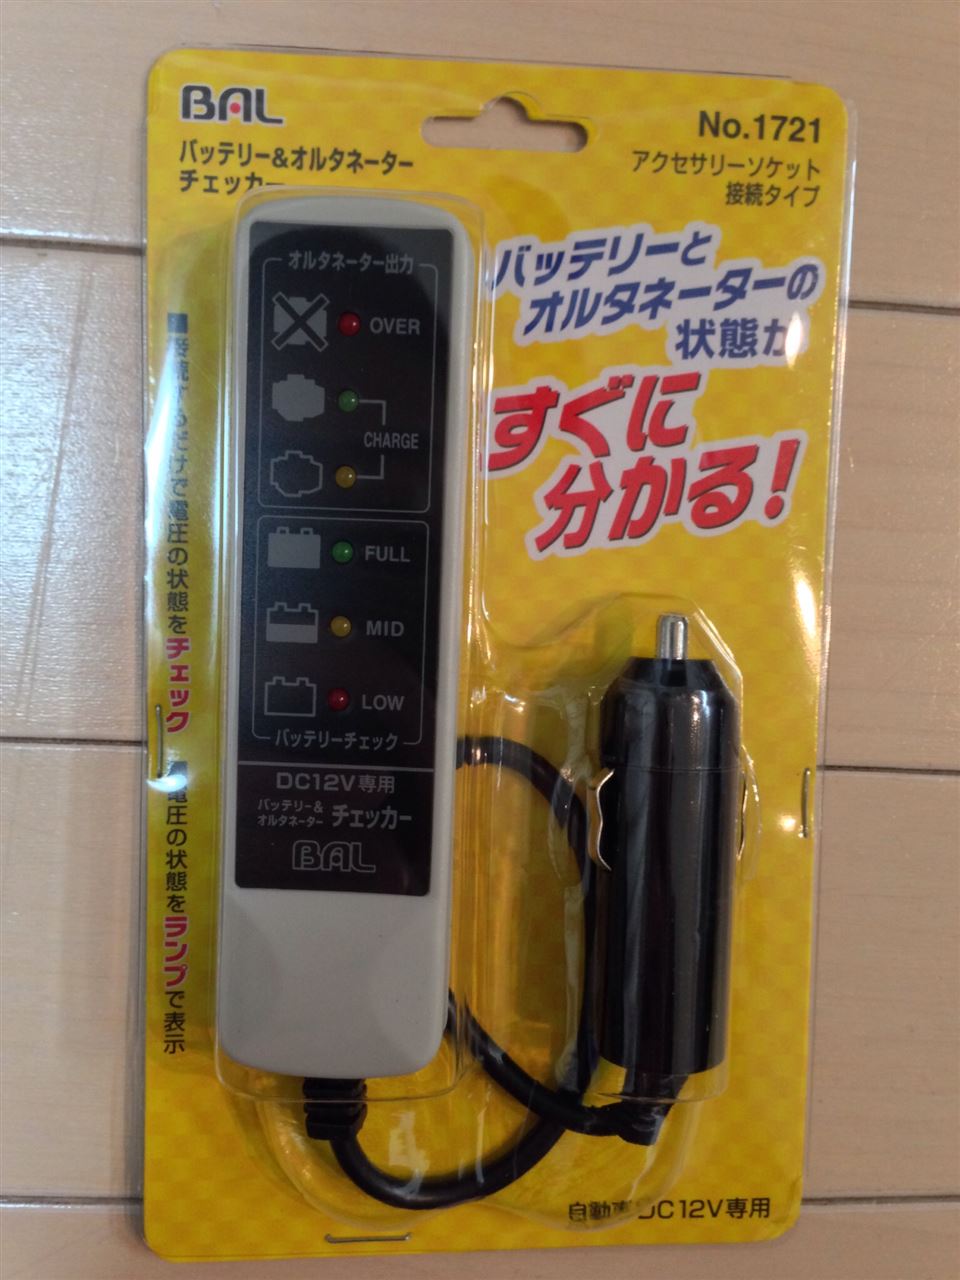 BAL
バッテリー&オルタネーター
チェッカー
No.1721
アクセサリーソケット
接続タイプ
バッテリーと
オルタネーターの
状態が
すぐに
分かる!
オルタネーター出力
OVER
CHARGE
FULL
MID
LOW
バッテリーチェック
DC12V専用
バッテリー&
オルタネーター チェッカー
BAL
■接続するだけで電圧の状態をチェック
■電圧の状態をランプで表示
自動車DC12V専用